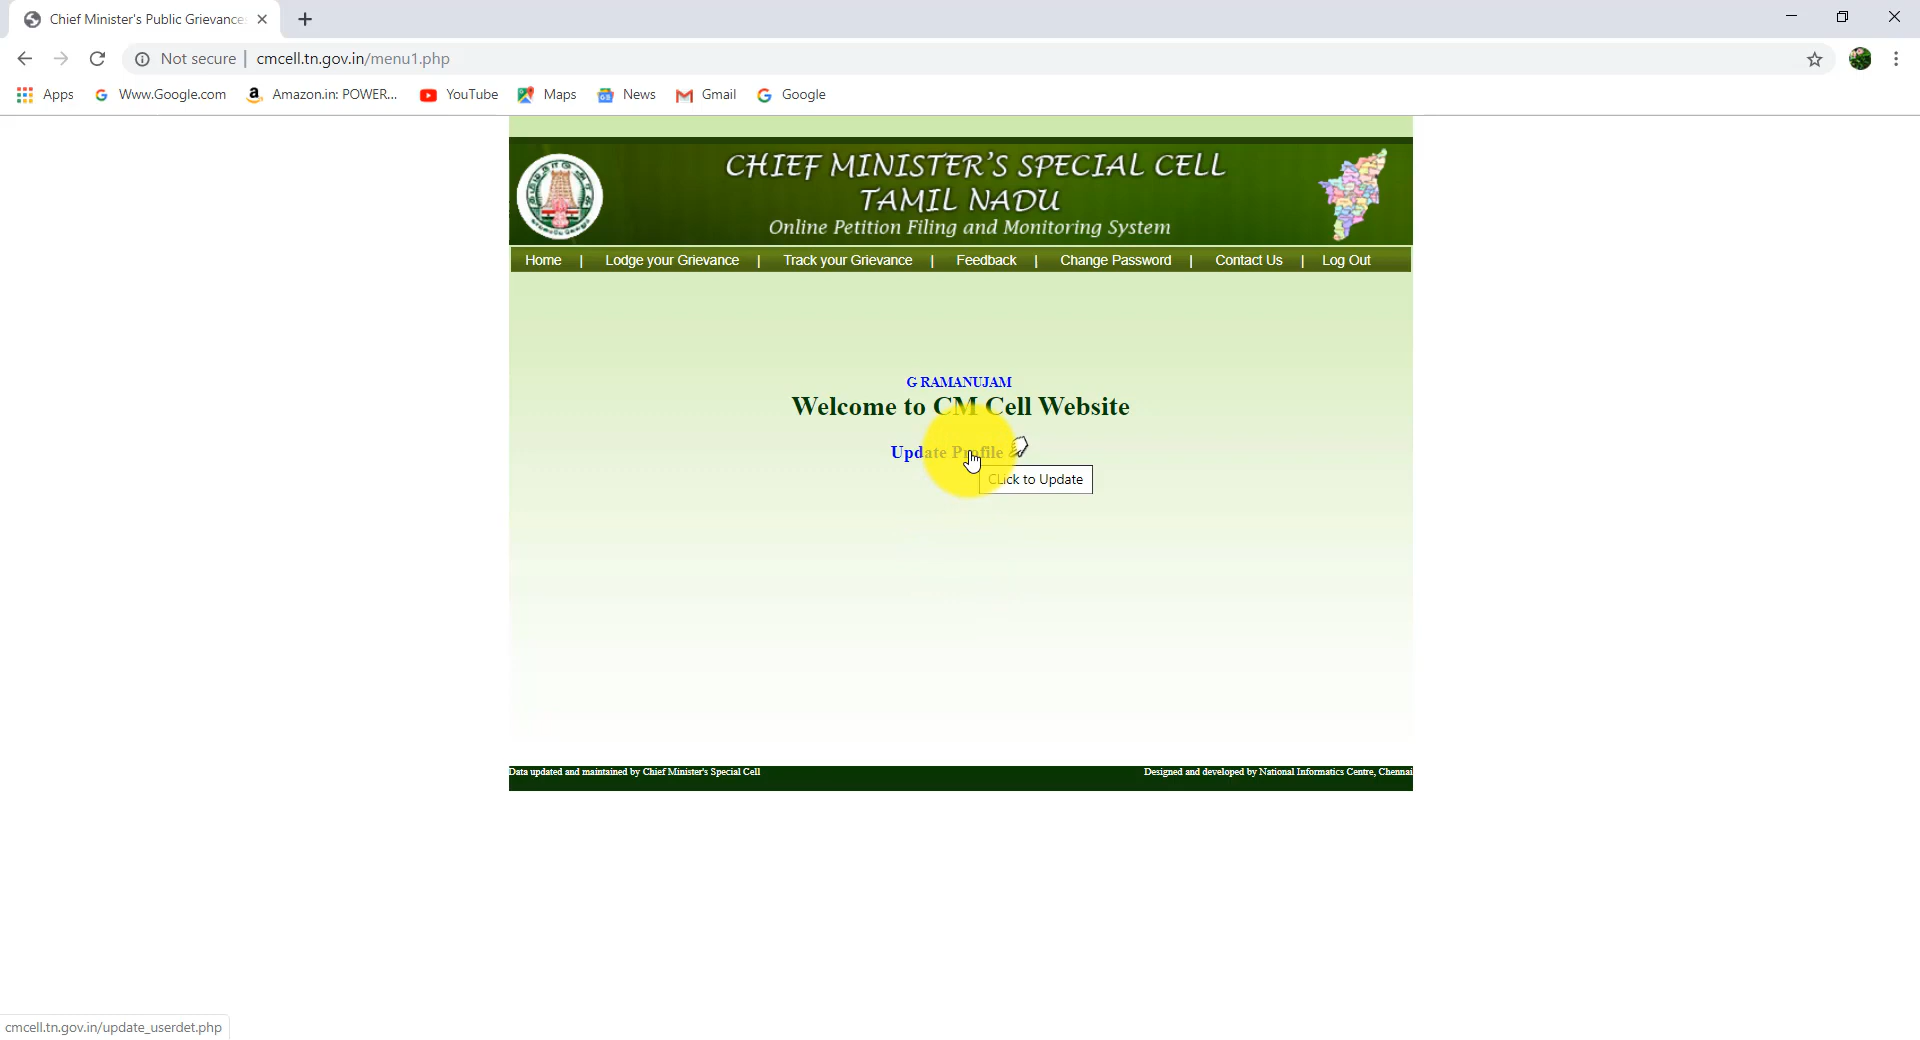 Chief Minister's Public Grievance
Not secure | cmcell.tn.gov.in/menu1.php
Apps Www.Google.com Amazon.in: POWER... YouTube Maps News Gmail Google
CHIEF MINISTER'S SPECIAL CELL
TAMIL NADU
Online Petition Filing and Monitoring System
Home | Lodge your Grievance | Track your Grievance | Feedback | Change Password | Contact Us | Log Out
G RAMANUJAM
Welcome to CM Cell Website
Update Profile
CLick to Update
Data updated and maintained by Chief Minister's Special Cell Designed and developed by National Informatics Centre, Chennai
cmcell.tn.gov.in/update_userdet.php